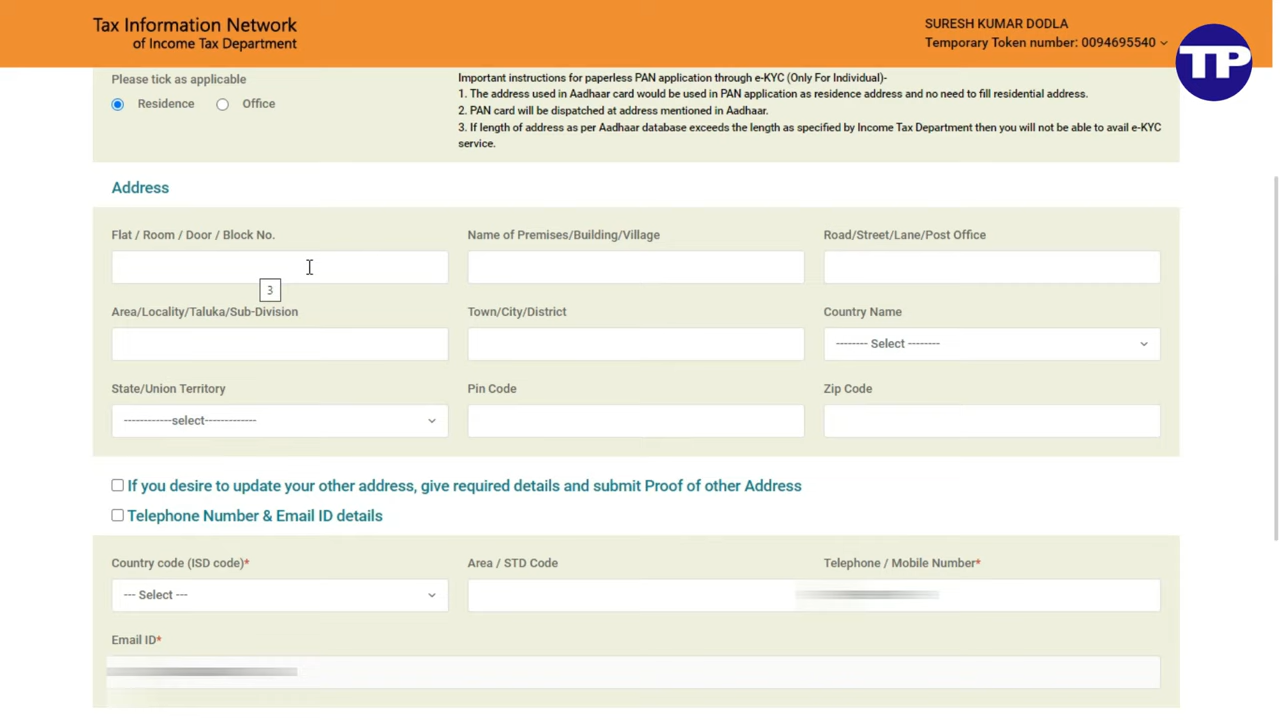 Tax Information Network
of Income Tax Department
SURESH KUMAR DODLA
Temporary Token number: 0094695540
TP
Please tick as applicable
Residence
Office
Important instructions for paperless PAN application through e-KYC (Only For Individual)-
1. The address used in Aadhaar card would be used in PAN application as residence address and no need to fill residential address.
2. PAN card will be dispatched at address mentioned in Aadhaar.
3. If length of address as per Aadhaar database exceeds the length as specified by Income Tax Department then you will not be able to avail e-KYC
service.
Address
Flat / Room / Door / Block No.
Name of Premises/Building/Village
Road/Street/Lane/Post Office
3
Area/Locality/Taluka/Sub-Division
Town/City/District
Country Name
-------- Select --------
State/Union Territory
Pin Code
Zip Code
------------select-------------
If you desire to update your other address, give required details and submit Proof of other Address
Telephone Number & Email ID details
Country code (ISD code)*
Area / STD Code
Telephone / Mobile Number*
--- Select ---
Email ID*